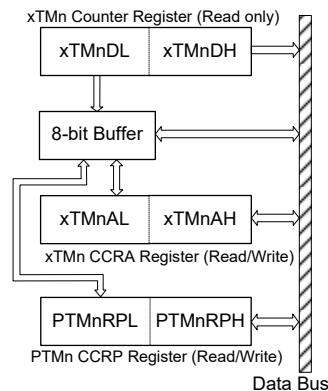 xTMn Counter Register (Read only)
xTMnDL xTMnDH
8-bit Buffer
xTMnAL xTMnAH
xTMn CCRA Register (Read/Write)
PTMnRPL PTMnRPH
PTMn CCRP Register (Read/Write)
Data Bus